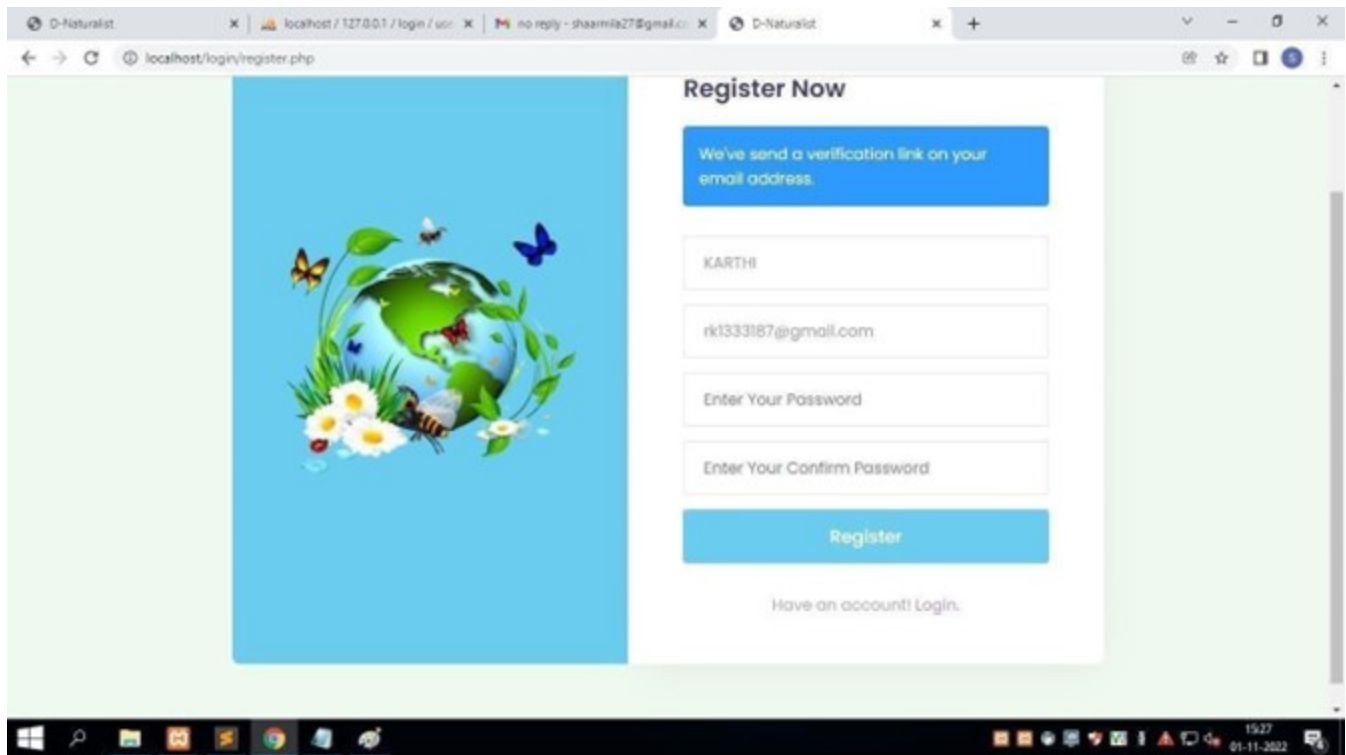 D-Naturalist
localhost / 127.0.0.1 / login / use
no reply - shaarmila27@gmail.co
D-Naturalist
localhost/login/register.php
S
Register Now
We've send a verification link on your
email address.
KARTHI
rk1333187@gmail.com
Enter Your Password
Enter Your Confirm Password
Register
Have an account! Login.
15:27
01-11-2022